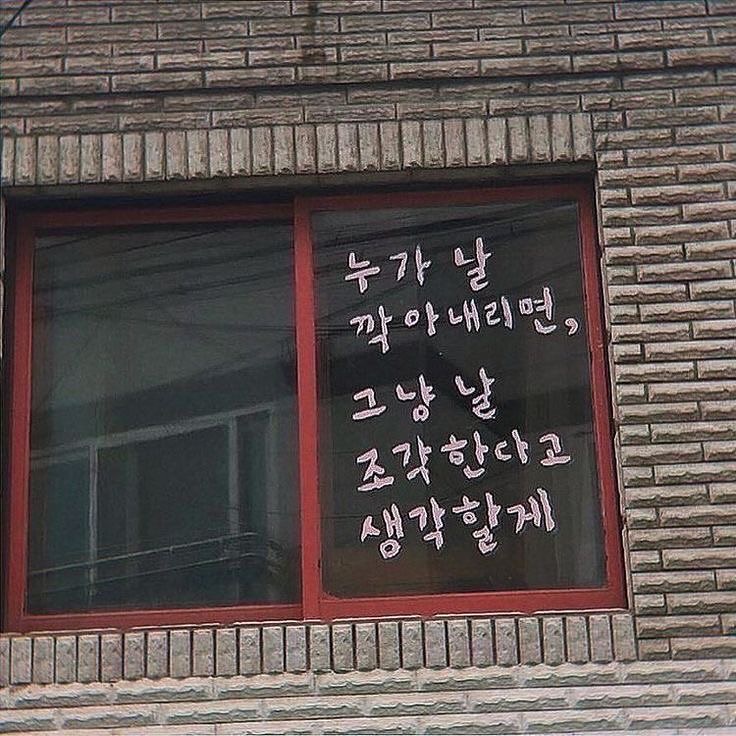 누가 날
깍아내리면,
그냥 날
조각한다고
생각할게